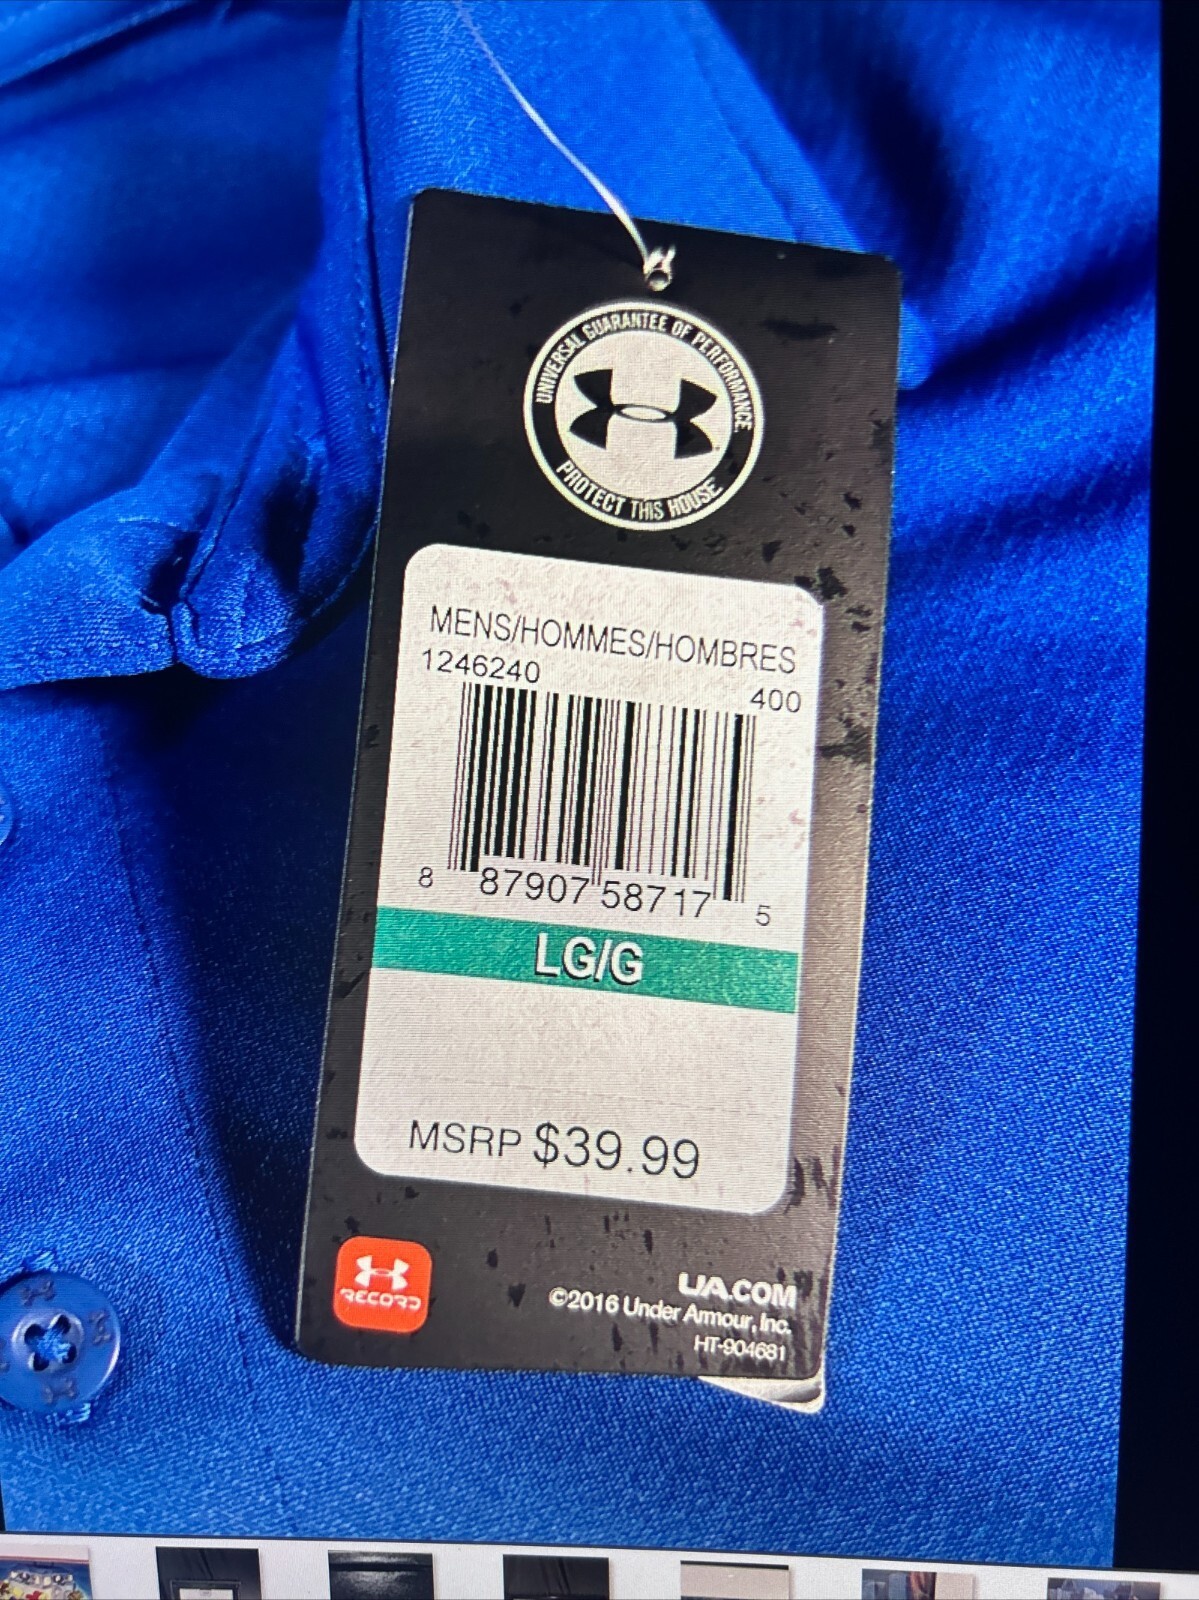 UNIVERSAL GUARANTEE OF PERFORMANCE
PROTECT THIS HOUSE
MENS/HOMMES/HOMBRES
1246240
400
8 87907 58717 5
LG/G
MSRP $39.99
RECORD
UA.COM
©2016 Under Armour, Inc.
HT-904681